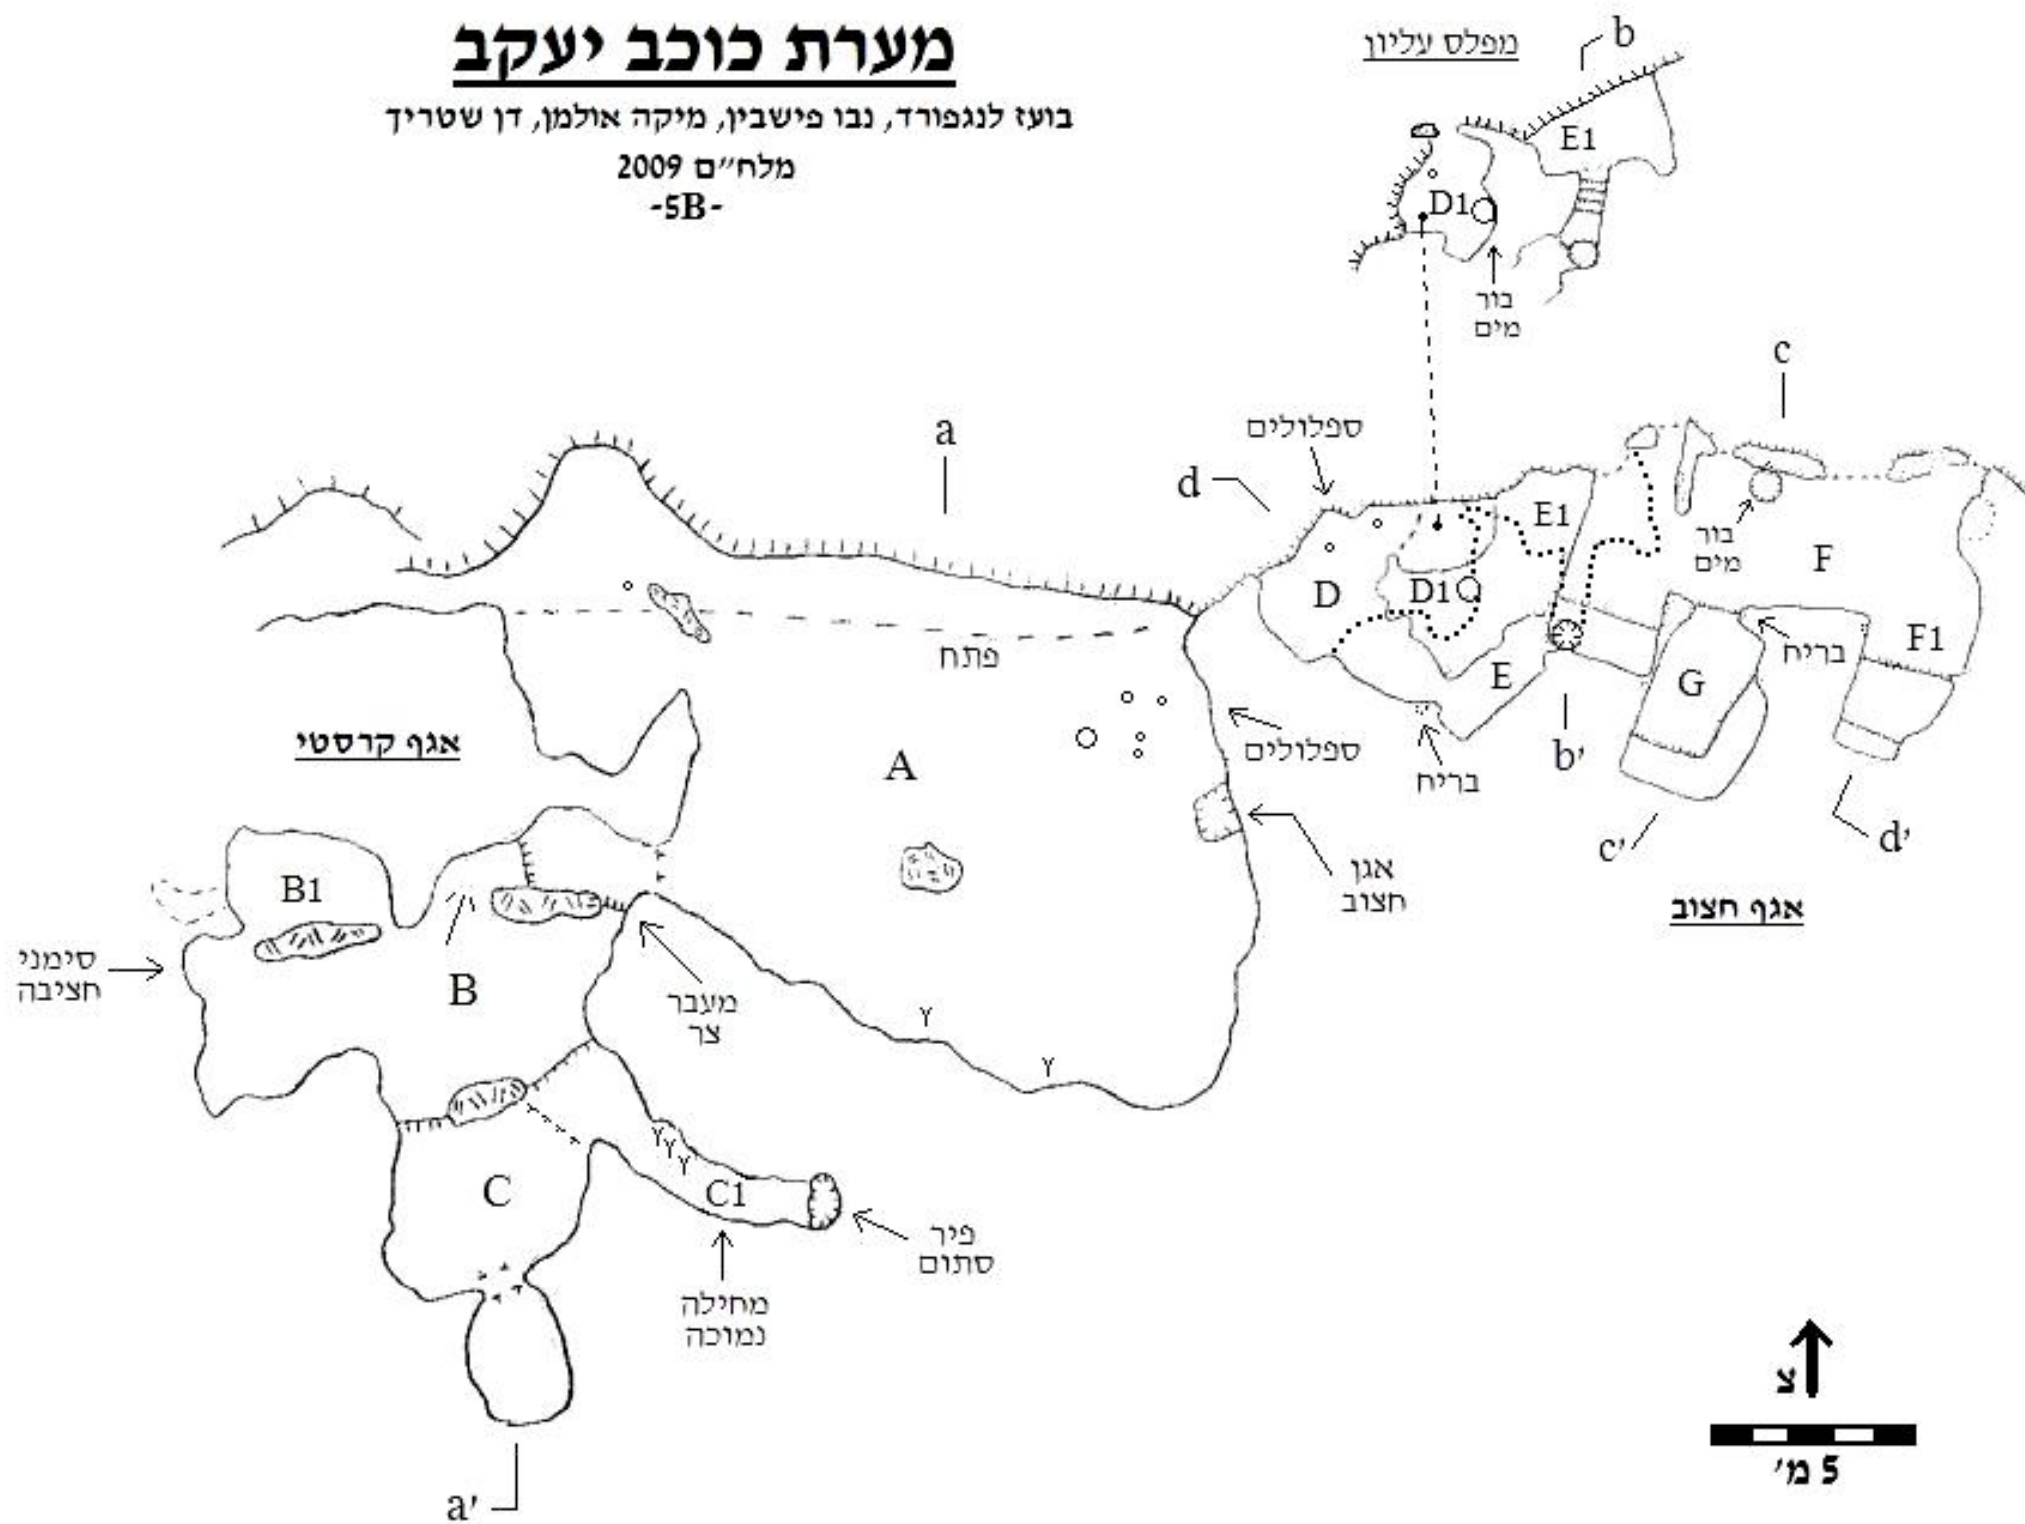 מערת כוכב יעקב
בועז לנגפורד, נבו פישבין, מיקה אולמן, דן שטריך
מלח״ם 2009
-5B-
מפלס עליון
b
E1
D1
בור
מים
c
a
ספלולים
d
E1
בור
מים
F
D
D1
פתח
F1
בריח
E
G
אגף קרסטי
ספלולים
b'
בריח
A
אגן
חצוב
c'
d'
אגף חצוב
B1
סימני
חציבה
B
מעבר
צר
C
C1
פיר
סתום
מחילה
נמוכה
צ
5 מ'
a'